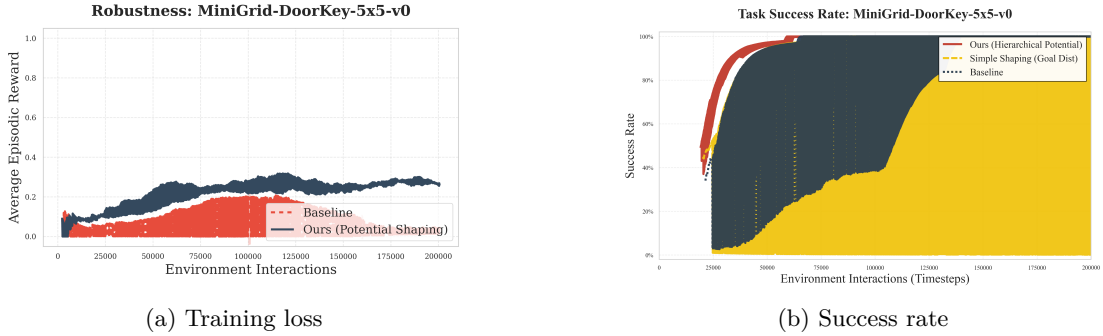 Robustness: MiniGrid-DoorKey-5x5-v0
Average Episodic Reward
1.0
0.8
0.6
0.4
0.2
0.0
Baseline
Ours (Potential Shaping)
0 25000 50000 75000 100000 125000 150000 175000 200000
Environment Interactions
(a) Training loss
Task Success Rate: MiniGrid-DoorKey-5x5-v0
Success Rate
100%
80%
60%
40%
20%
0%
Ours (Hierarchical Potential)
Simple Shaping (Goal Dist)
Baseline
0 25000 50000 75000 100000 125000 150000 175000 200000
Environment Interactions (Timesteps)
(b) Success rate